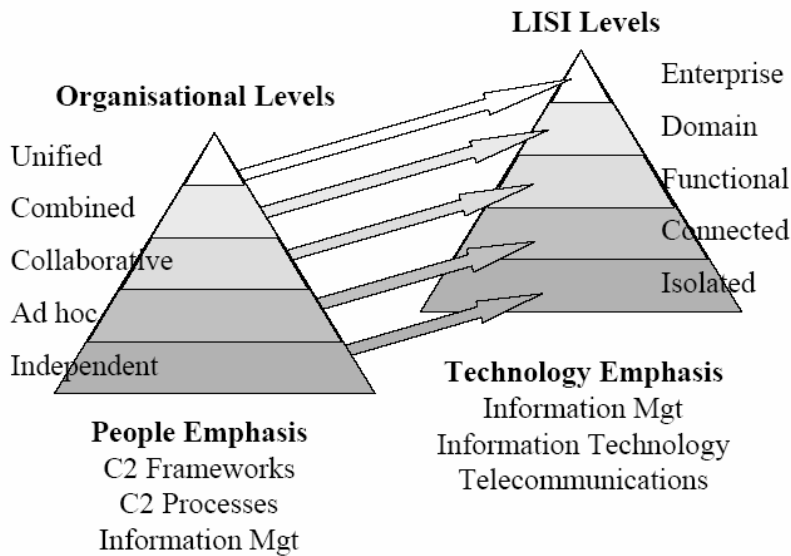 LISI Levels
Enterprise
Domain
Functional
Connected
Isolated
Organisational Levels
Unified
Combined
Collaborative
Ad hoc
Independent
People Emphasis
C2 Frameworks
C2 Processes
Information Mgt
Technology Emphasis
Information Mgt
Information Technology
Telecommunications